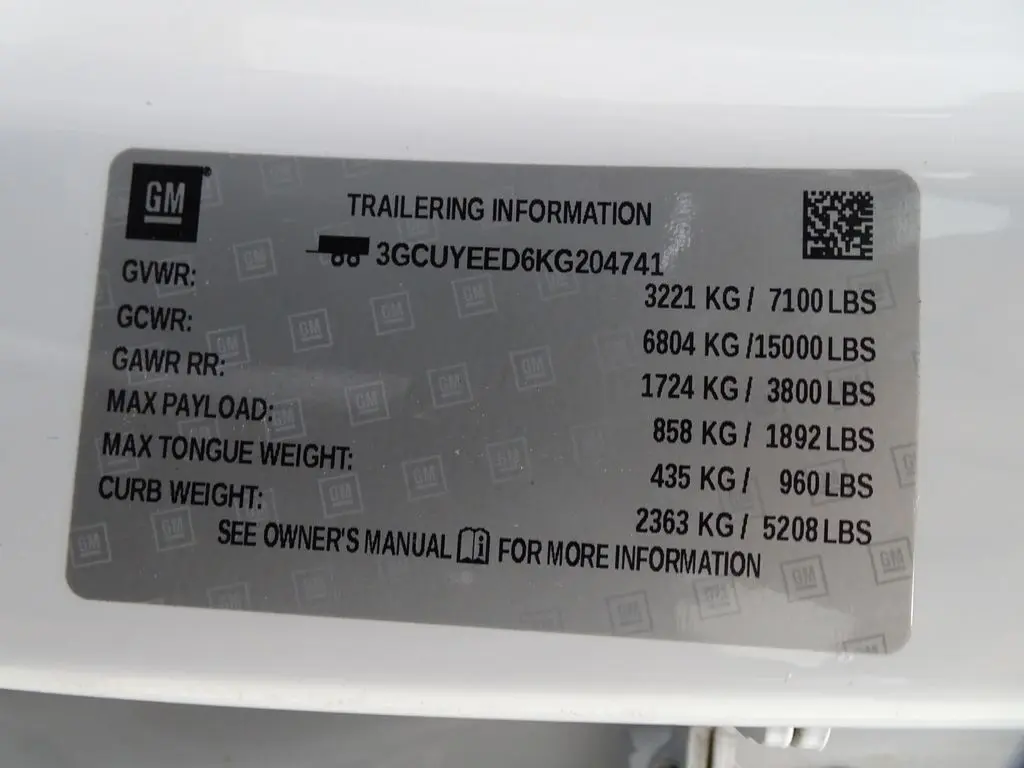 GM
TRAILERING INFORMATION
3GCUYEED6KG204741
GVWR: 3221 KG / 7100 LBS
GCWR: 6804 KG /15000 LBS
GAWR RR: 1724 KG / 3800 LBS
MAX PAYLOAD: 858 KG / 1892 LBS
MAX TONGUE WEIGHT: 435 KG / 960 LBS
CURB WEIGHT: 2363 KG / 5208 LBS
SEE OWNER'S MANUAL FOR MORE INFORMATION